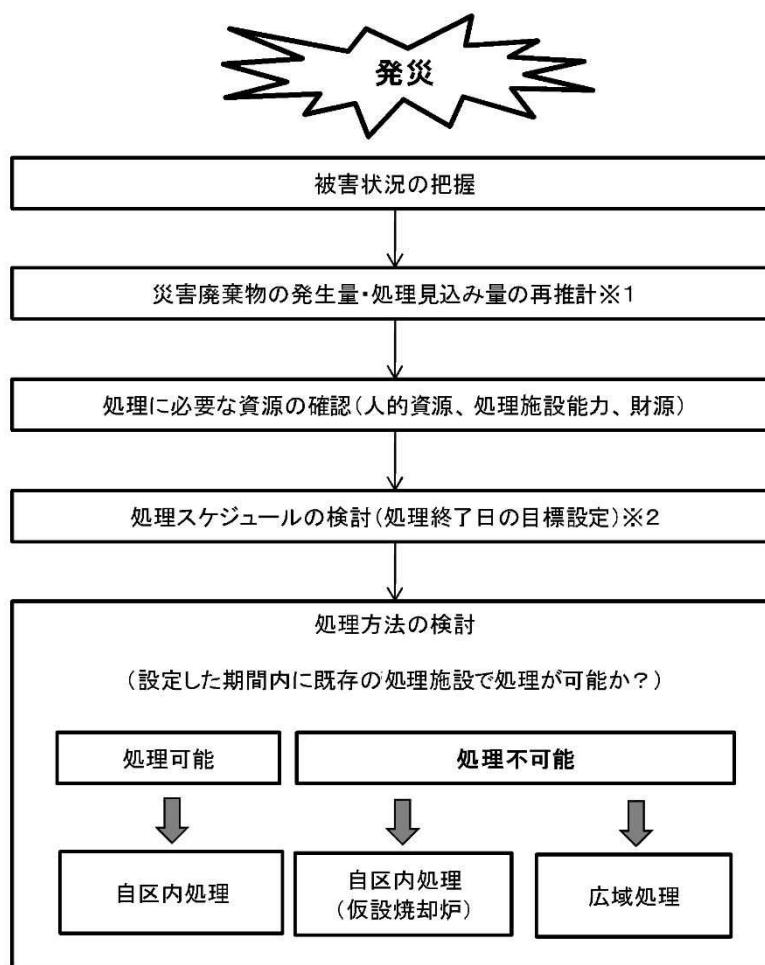 発災
被害状況の把握
災害廃棄物の発生量・処理見込み量の再推計※1
処理に必要な資源の確認(人的資源、処理施設能力、財源)
処理スケジュールの検討(処理終了日の目標設定)※2
処理方法の検討
(設定した期間内に既存の処理施設で処理が可能か？)
処理可能
処理不可能
自区内処理
自区内処理
(仮設焼却炉)
広域処理